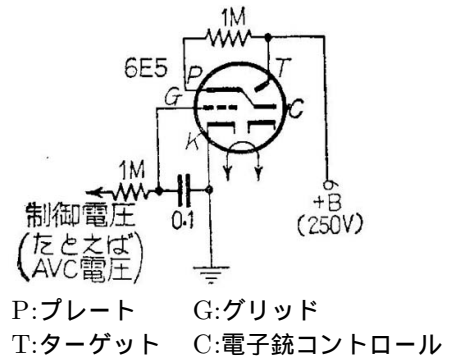 1M
6E5
P
T
G
C
K
1M
0.1
+B
(250V)
制御電圧
(たとえば
AVC電圧)
P:プレート G:グリッド
T:ターゲット C:電子銃コントロール